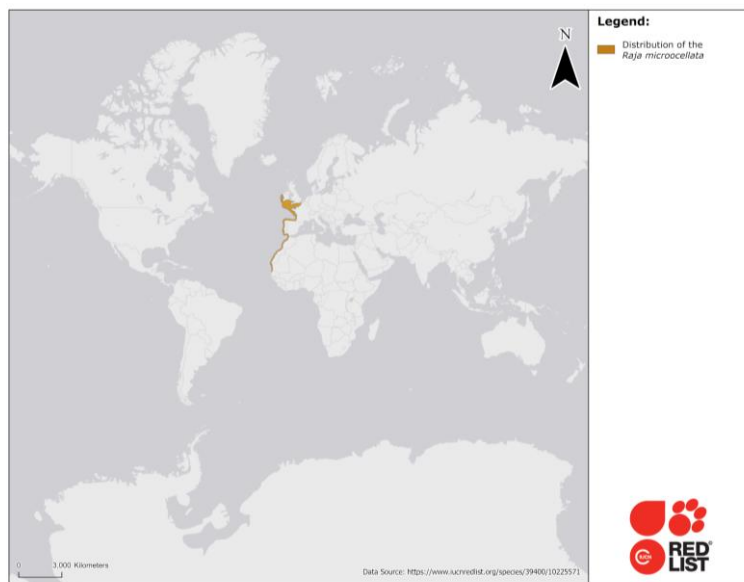 Legend:
Distribution of the
Raja microocellata
N
0 3.000 Kilometers
Data Source: https://www.iucnredlist.org/species/39400/10225571
IUCN
RED
LIST